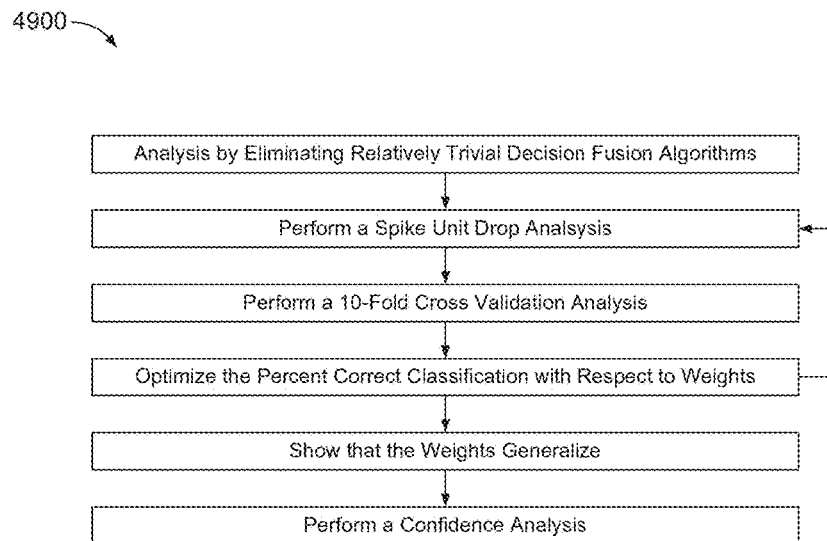 4900
Analysis by Eliminating Relatively Trivial Decision Fusion Algorithms
Perform a Spike Unit Drop Analsysis
Perform a 10-Fold Cross Validation Analysis
Optimize the Percent Correct Classification with Respect to Weights
Show that the Weights Generalize
Perform a Confidence Analysis